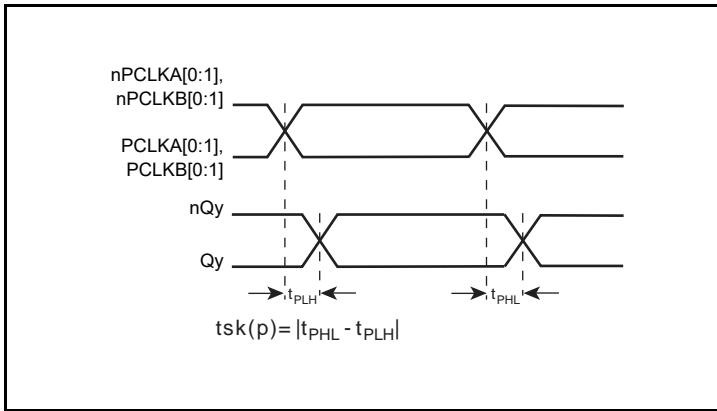 nPCLKA[0:1],
nPCLKB[0:1]
PCLKA[0:1],
PCLKB[0:1]
nQy
Qy
tPLH
tPHL
tsk(p)= |tPHL - tPLH|